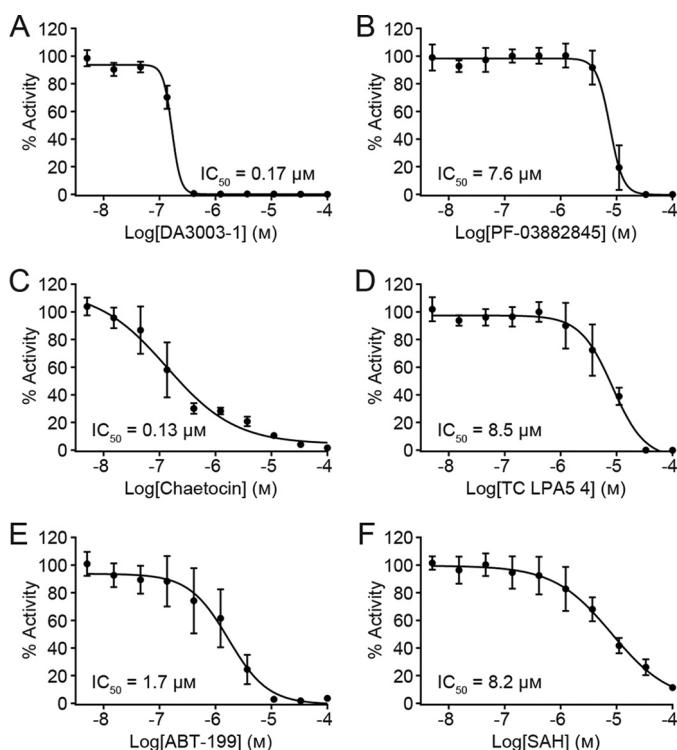 A
% Activity
120
100
80
60
40
20
0
IC50 = 0.17 μM
-8 -7 -6 -5 -4
Log[DA3003-1] (M)
B
% Activity
120
100
80
60
40
20
0
IC50 = 7.6 μM
-8 -7 -6 -5 -4
Log[PF-03882845] (M)
C
% Activity
120
100
80
60
40
20
0
IC50 = 0.13 μM
-8 -7 -6 -5 -4
Log[Chaetocin] (M)
D
% Activity
120
100
80
60
40
20
0
IC50 = 8.5 μM
-8 -7 -6 -5 -4
Log[TC LPA5 4] (M)
E
% Activity
120
100
80
60
40
20
0
IC50 = 1.7 μM
-8 -7 -6 -5 -4
Log[ABT-199] (M)
F
% Activity
120
100
80
60
40
20
0
IC50 = 8.2 μM
-8 -7 -6 -5 -4
Log[SAH] (M)